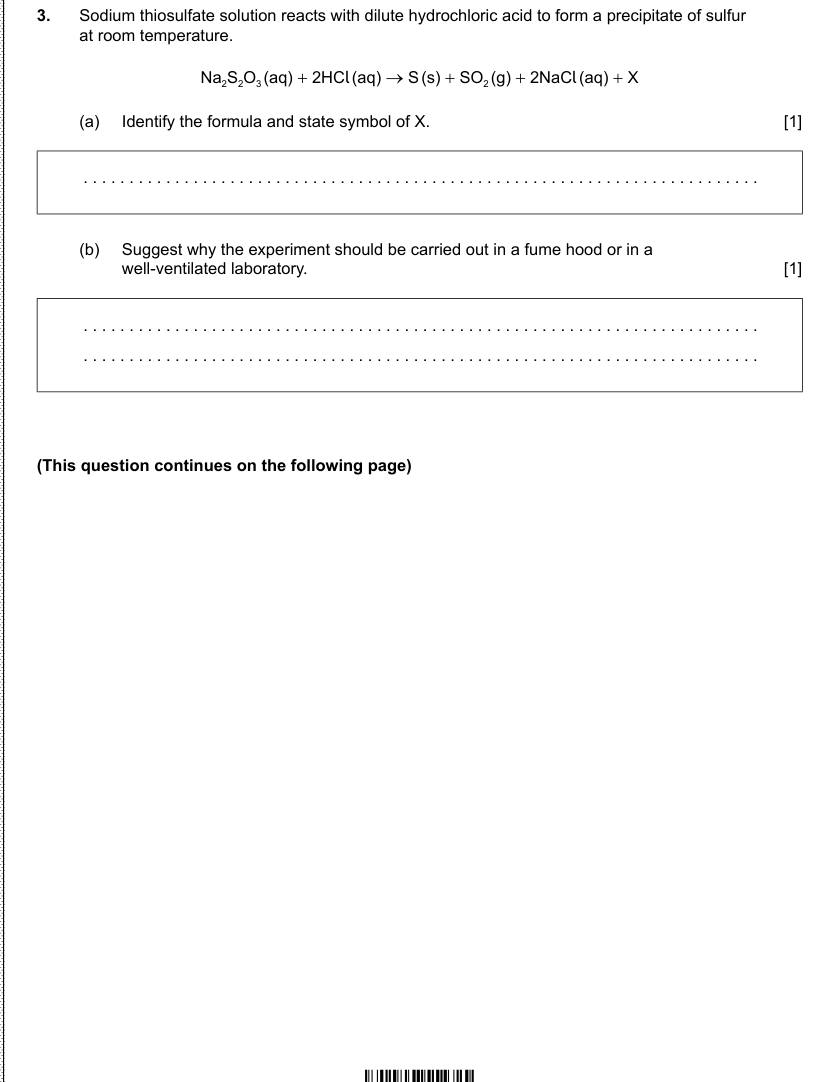 3. Sodium thiosulfate solution reacts with dilute hydrochloric acid to form a precipitate of sulfur
at room temperature.
Na₂S₂O₃ (aq) + 2HCl (aq) → S (s) + SO₂ (g) + 2NaCl (aq) + X
(a) Identify the formula and state symbol of X. [1]
(b) Suggest why the experiment should be carried out in a fume hood or in a
well-ventilated laboratory. [1]
(This question continues on the following page)